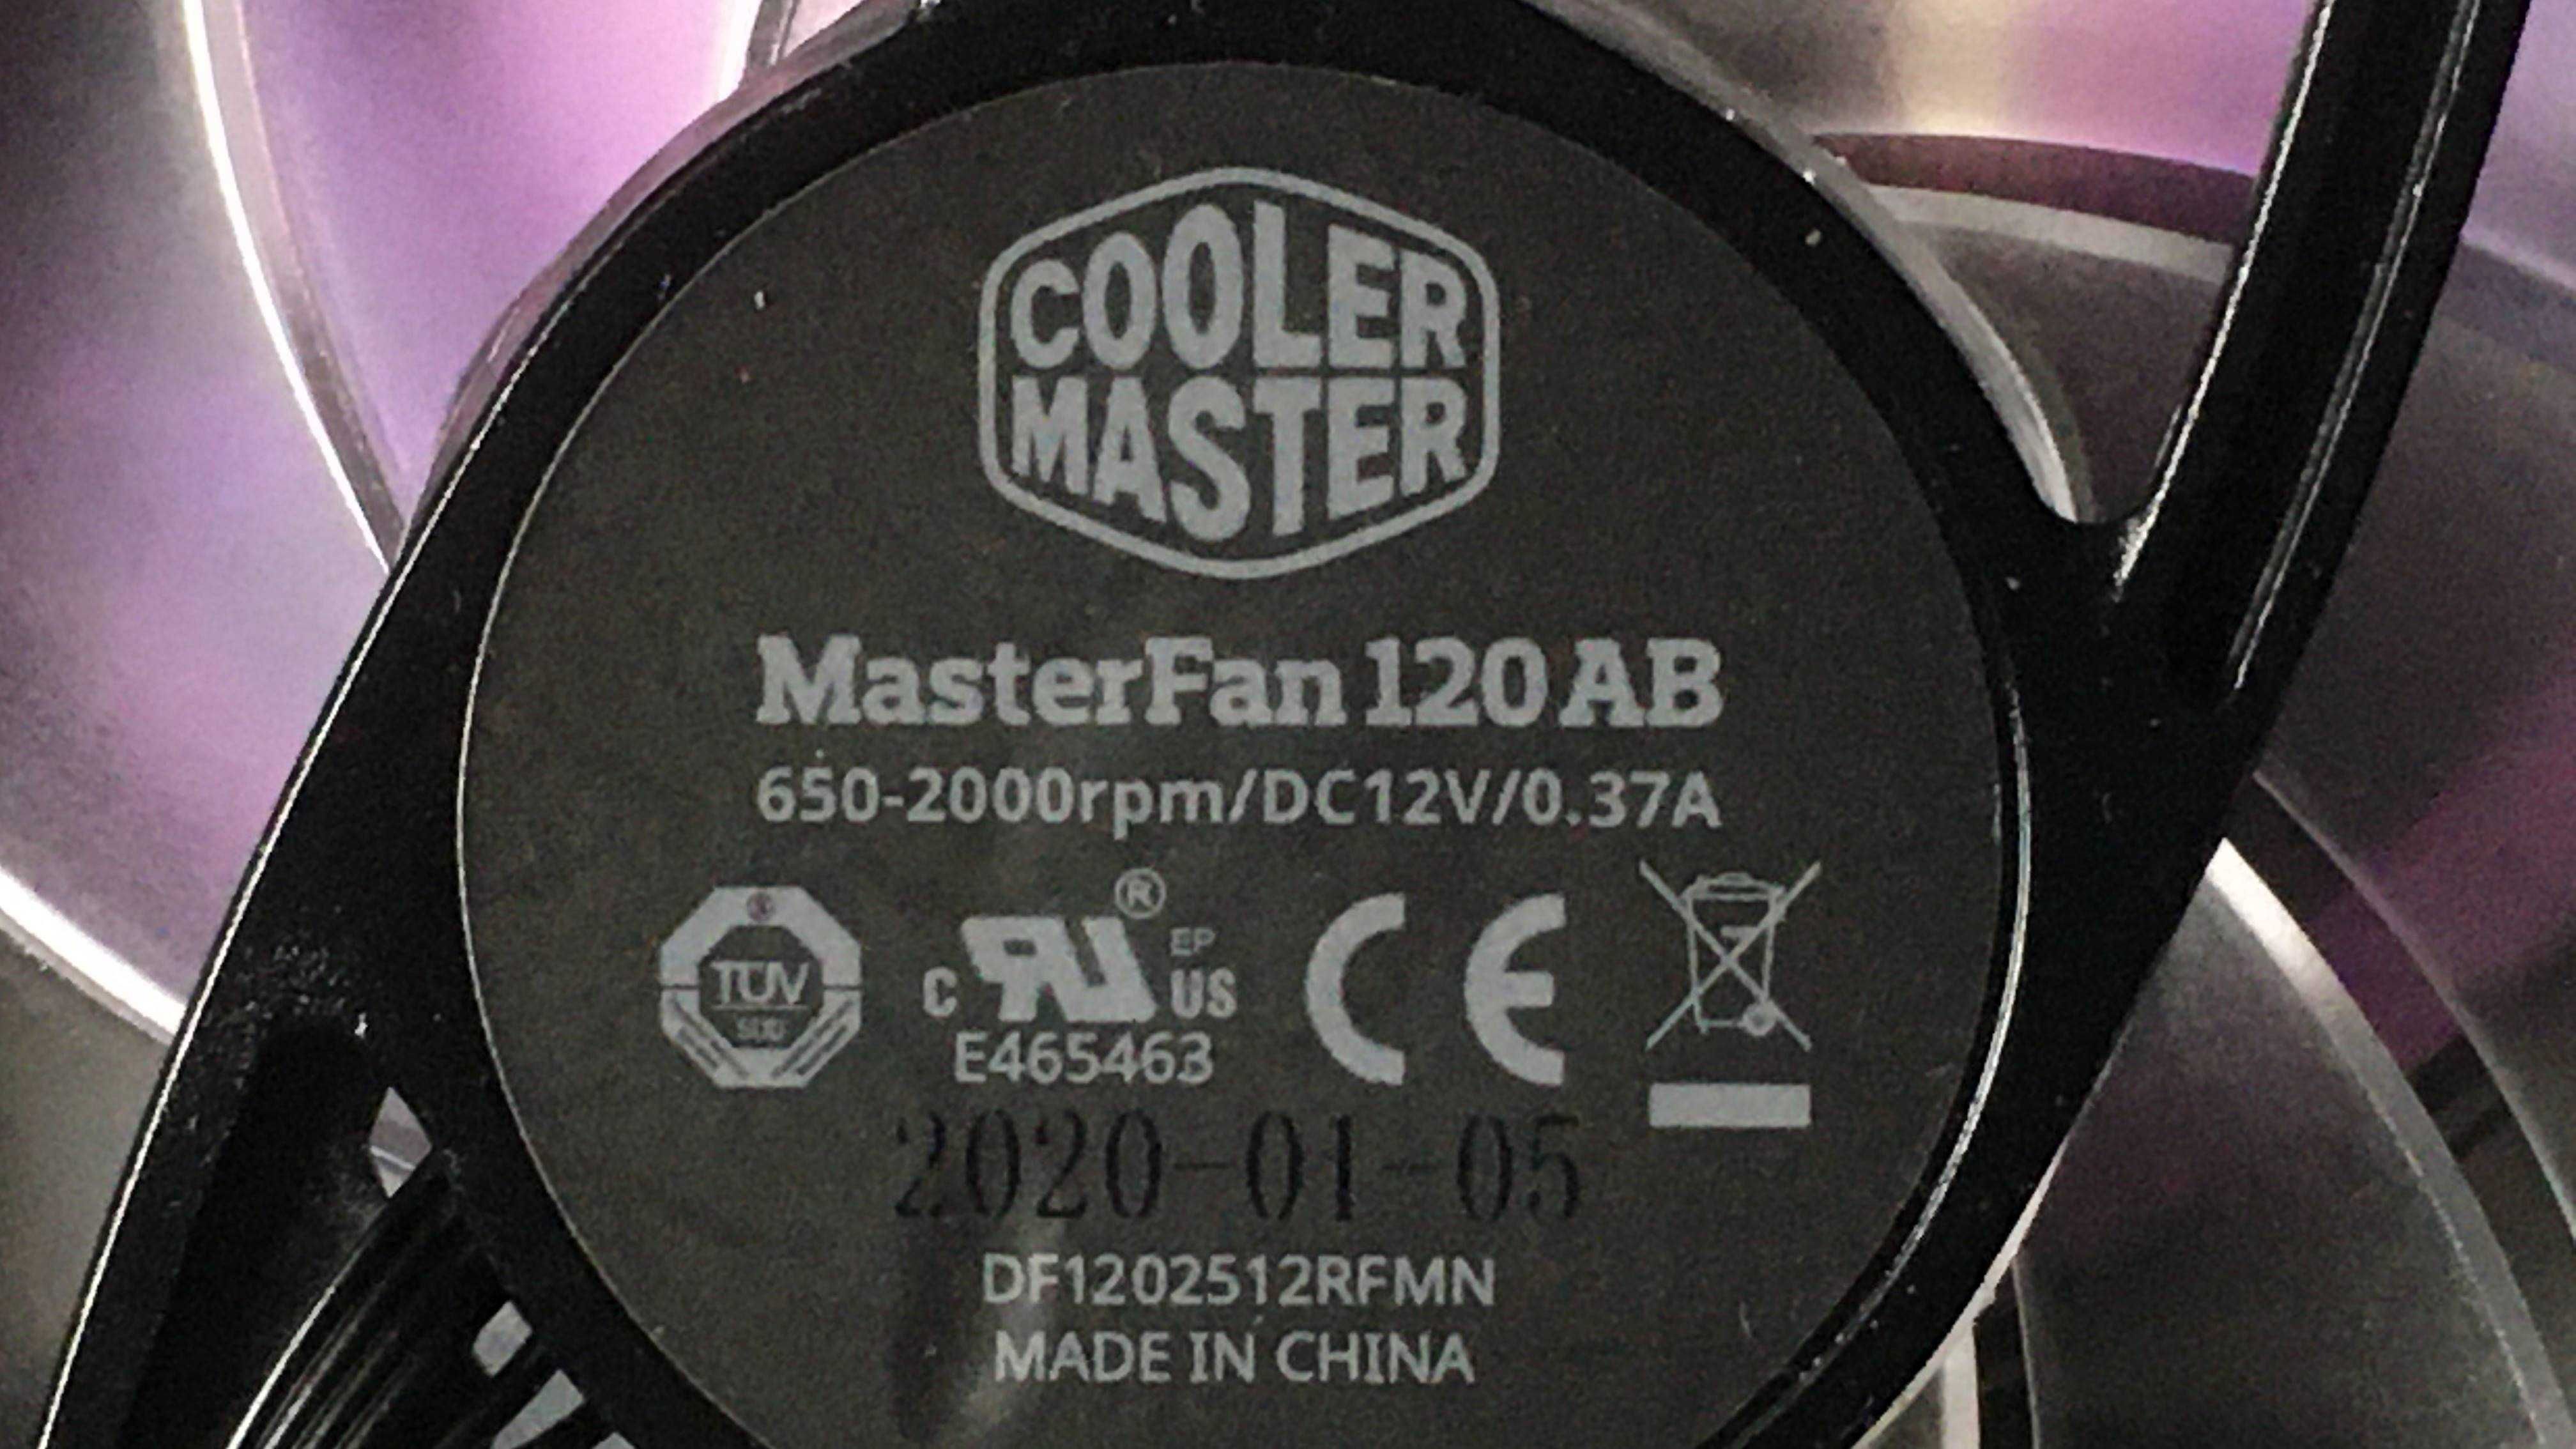 COOLER
MASTER
MasterFan 120 AB
650-2000rpm/DC12V/0.37A
TÜV
SÜD
C RU ® EP US
E465463
CE
2020-01-05
DF1202512RFMN
MADE IN CHINA